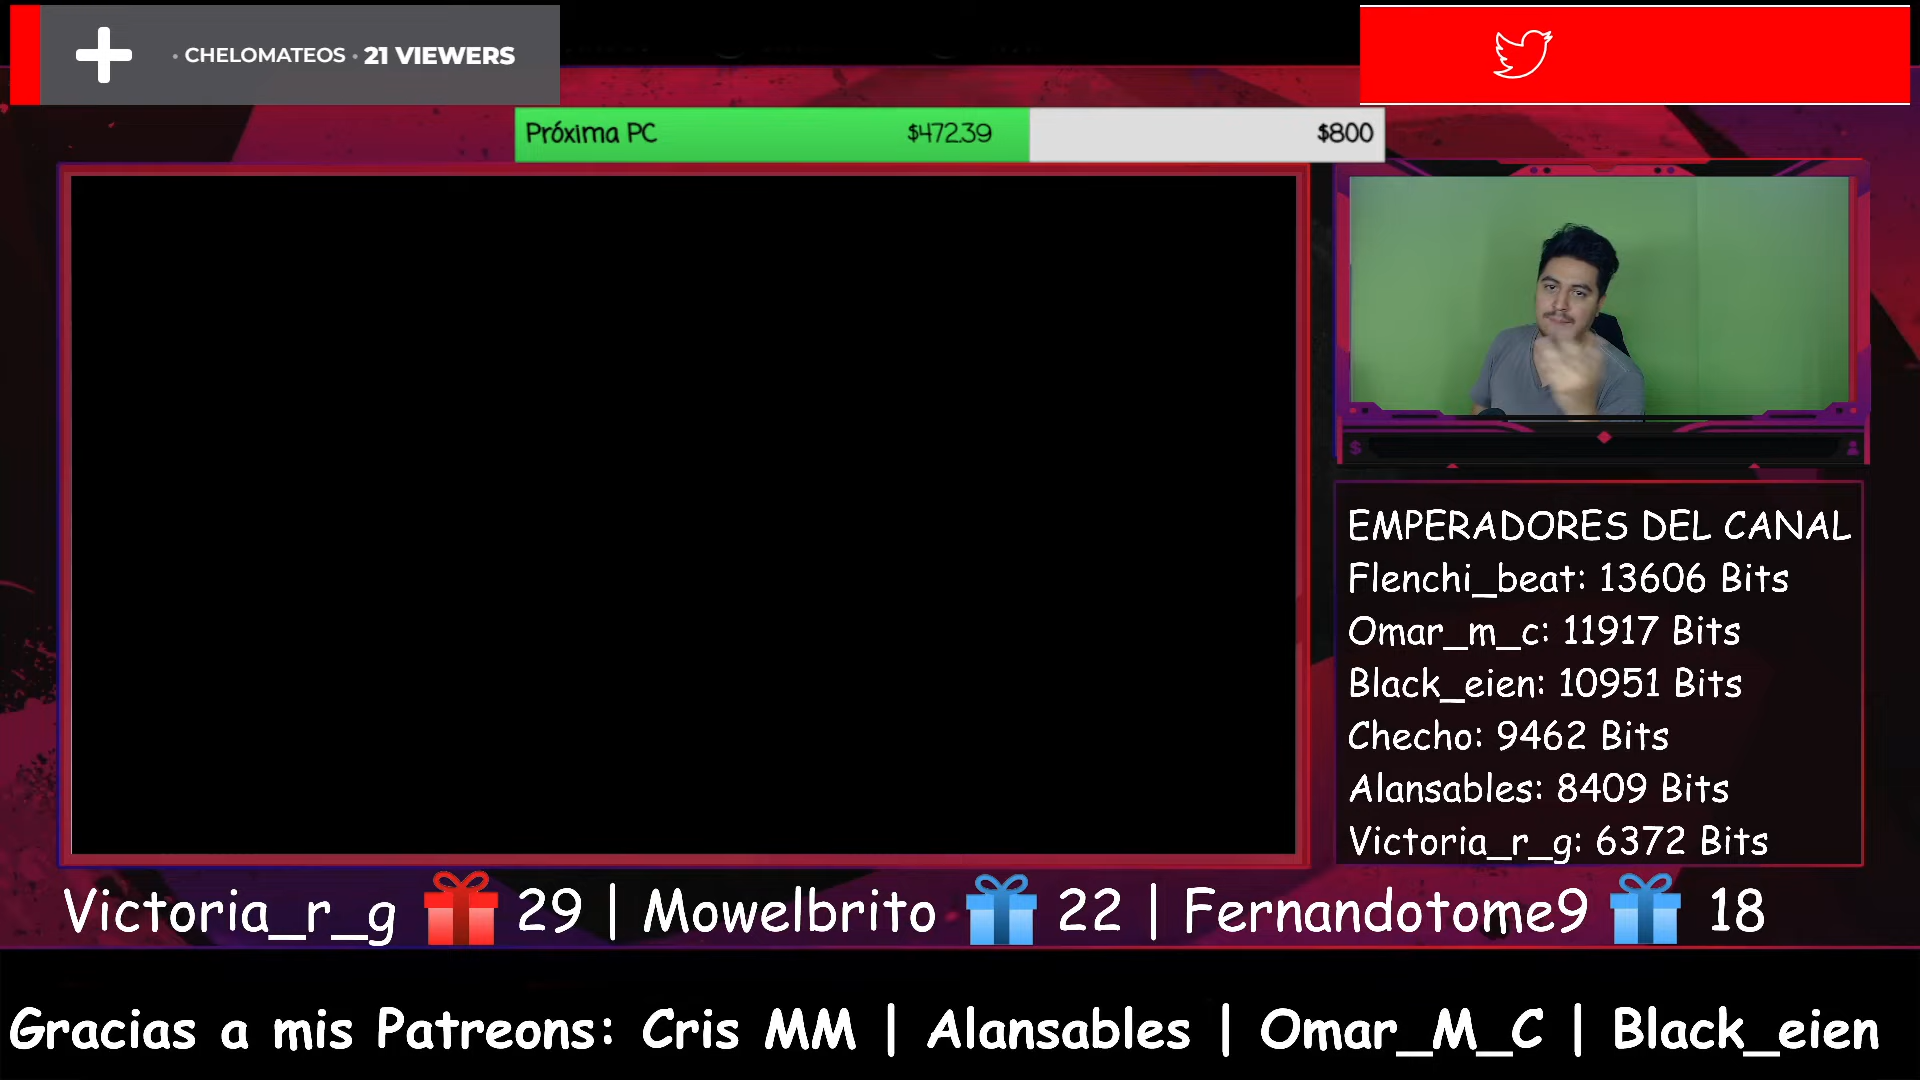 · CHELOMATEOS · 21 VIEWERS
Próxima PC $472.39 $800
EMPERADORES DEL CANAL
Flenchi_beat: 13606 Bits
Omar_m_c: 11917 Bits
Black_eien: 10951 Bits
Checho: 9462 Bits
Alansables: 8409 Bits
Victoria_r_g: 6372 Bits
Victoria_r_g 29 | Mowelbrito 22 | Fernandotome9 18
Gracias a mis Patreons: Cris MM | Alansables | Omar_M_C | Black_eien